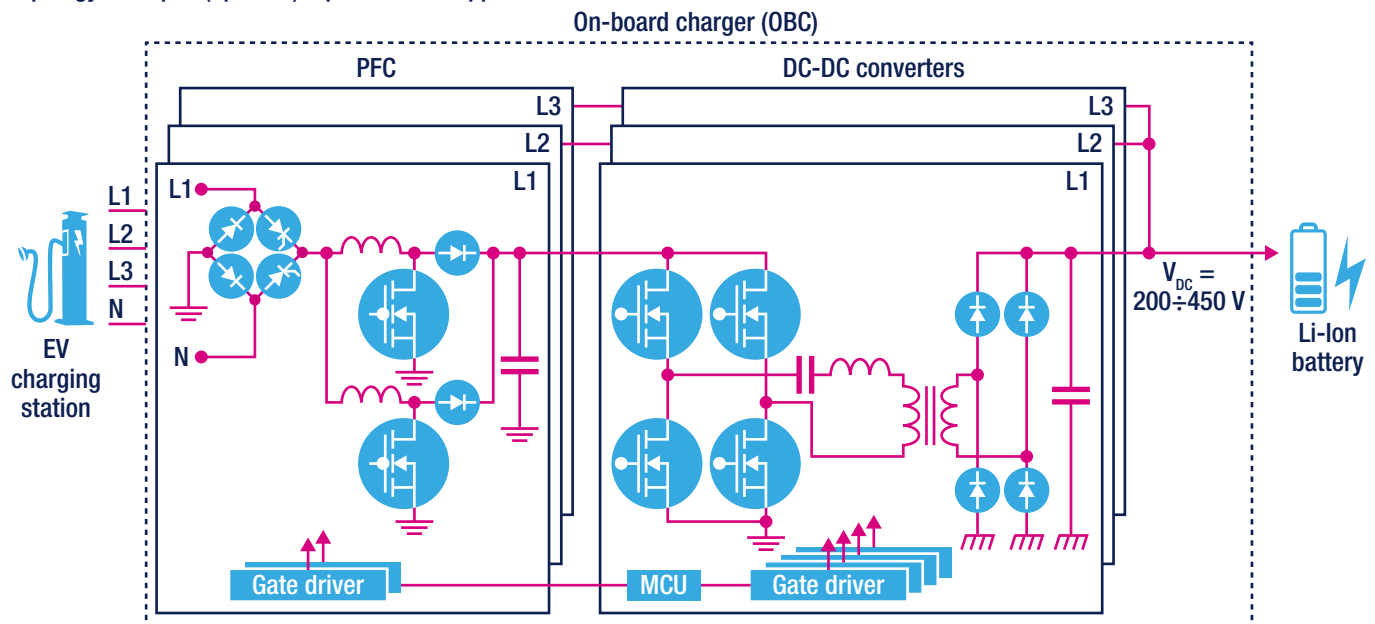 On-board charger (OBC)
PFC
DC-DC converters
L3
L3
L2
L2
L1
L1
L1
L1
L2
L3
N
N
EV
charging
station
V_DC =
200÷450 V
Li-Ion
battery
Gate driver
MCU
Gate driver